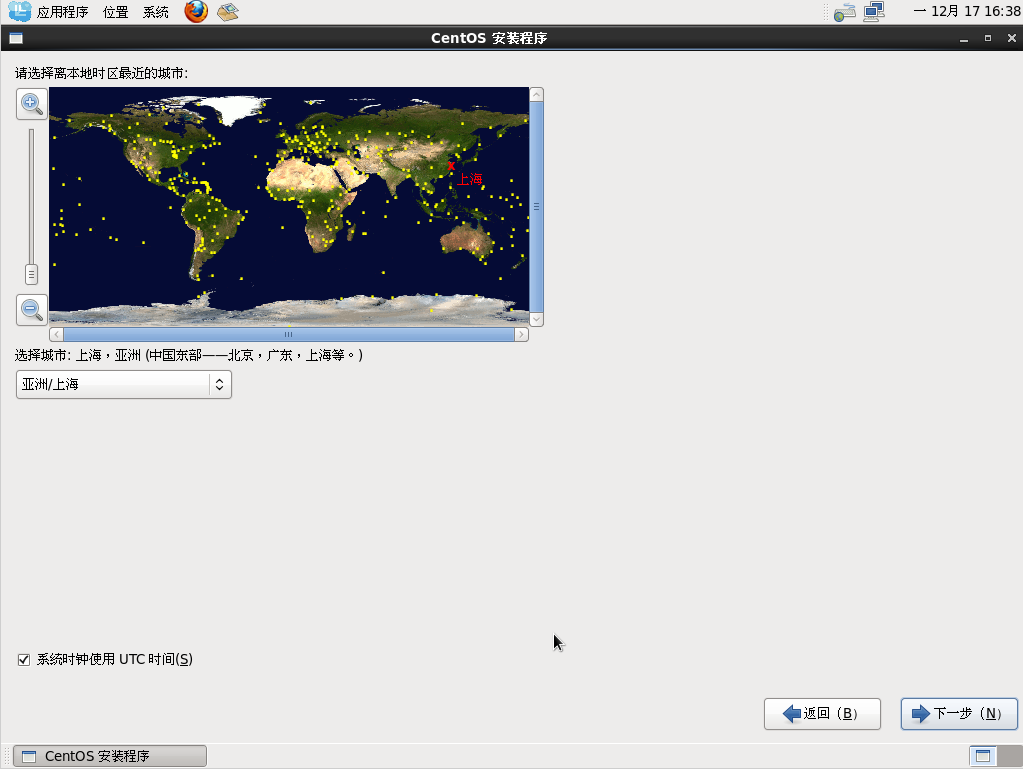 应用程序 位置 系统 一 12月 17 16:38
CentOS 安装程序
请选择离本地时区最近的城市:
上海
选择城市: 上海，亚洲 (中国东部——北京，广东，上海等。)
亚洲/上海
系统时钟使用 UTC 时间(S)
返回（B） 下一步（N）
CentOS 安装程序